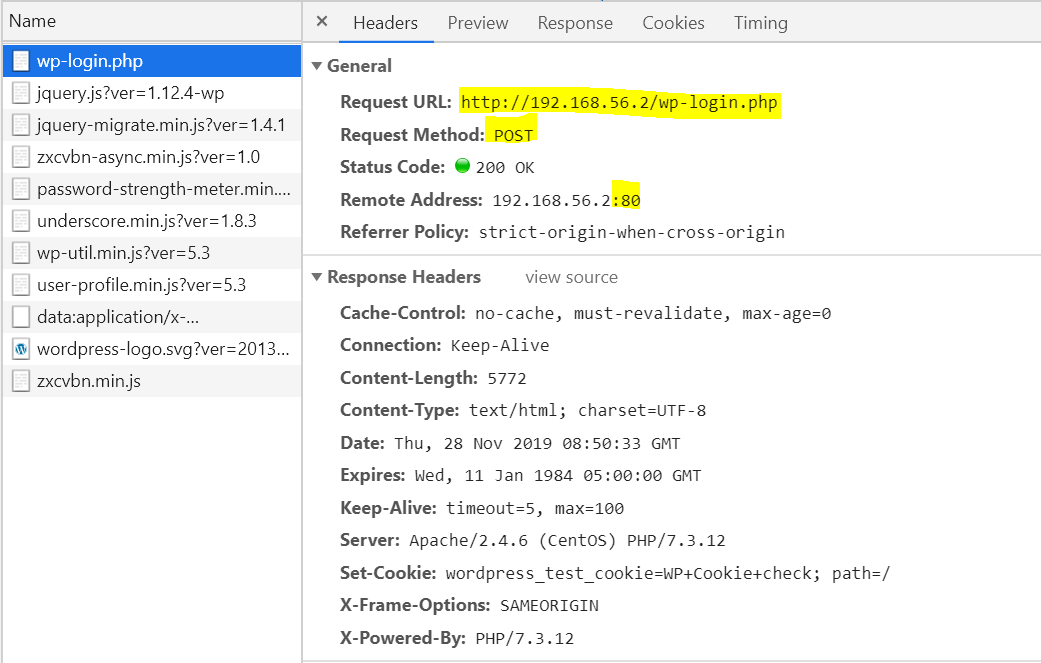 Name
wp-login.php
jquery.js?ver=1.12.4-wp
jquery-migrate.min.js?ver=1.4.1
zxcvbn-async.min.js?ver=1.0
password-strength-meter.min....
underscore.min.js?ver=1.8.3
wp-util.min.js?ver=5.3
user-profile.min.js?ver=5.3
data:application/x-...
wordpress-logo.svg?ver=2013...
zxcvbn.min.js
× Headers Preview Response Cookies Timing
▼ General
Request URL: http://192.168.56.2/wp-login.php
Request Method: POST
Status Code: 200 OK
Remote Address: 192.168.56.2:80
Referrer Policy: strict-origin-when-cross-origin
▼ Response Headers view source
Cache-Control: no-cache, must-revalidate, max-age=0
Connection: Keep-Alive
Content-Length: 5772
Content-Type: text/html; charset=UTF-8
Date: Thu, 28 Nov 2019 08:50:33 GMT
Expires: Wed, 11 Jan 1984 05:00:00 GMT
Keep-Alive: timeout=5, max=100
Server: Apache/2.4.6 (CentOS) PHP/7.3.12
Set-Cookie: wordpress_test_cookie=WP+Cookie+check; path=/
X-Frame-Options: SAMEORIGIN
X-Powered-By: PHP/7.3.12